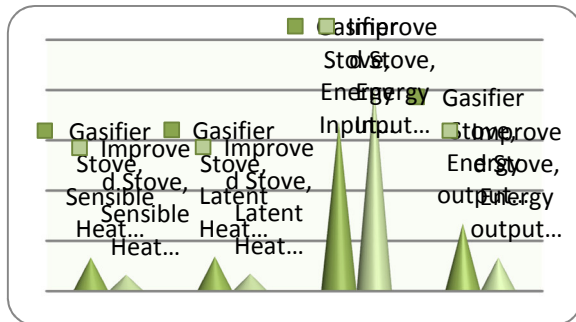 Gasifier
Stove,
Sensible
Heat...
Improve
d Stove,
Sensible
Heat...
Gasifier
Stove,
Latent
Heat...
Improve
d Stove,
Latent
Heat...
Gasifier
Stove,
Energy
Input...
Improve
d Stove,
Energy
Input...
Gasifier
Stove,
Energy
output...
Improve
d Stove,
Energy
output...